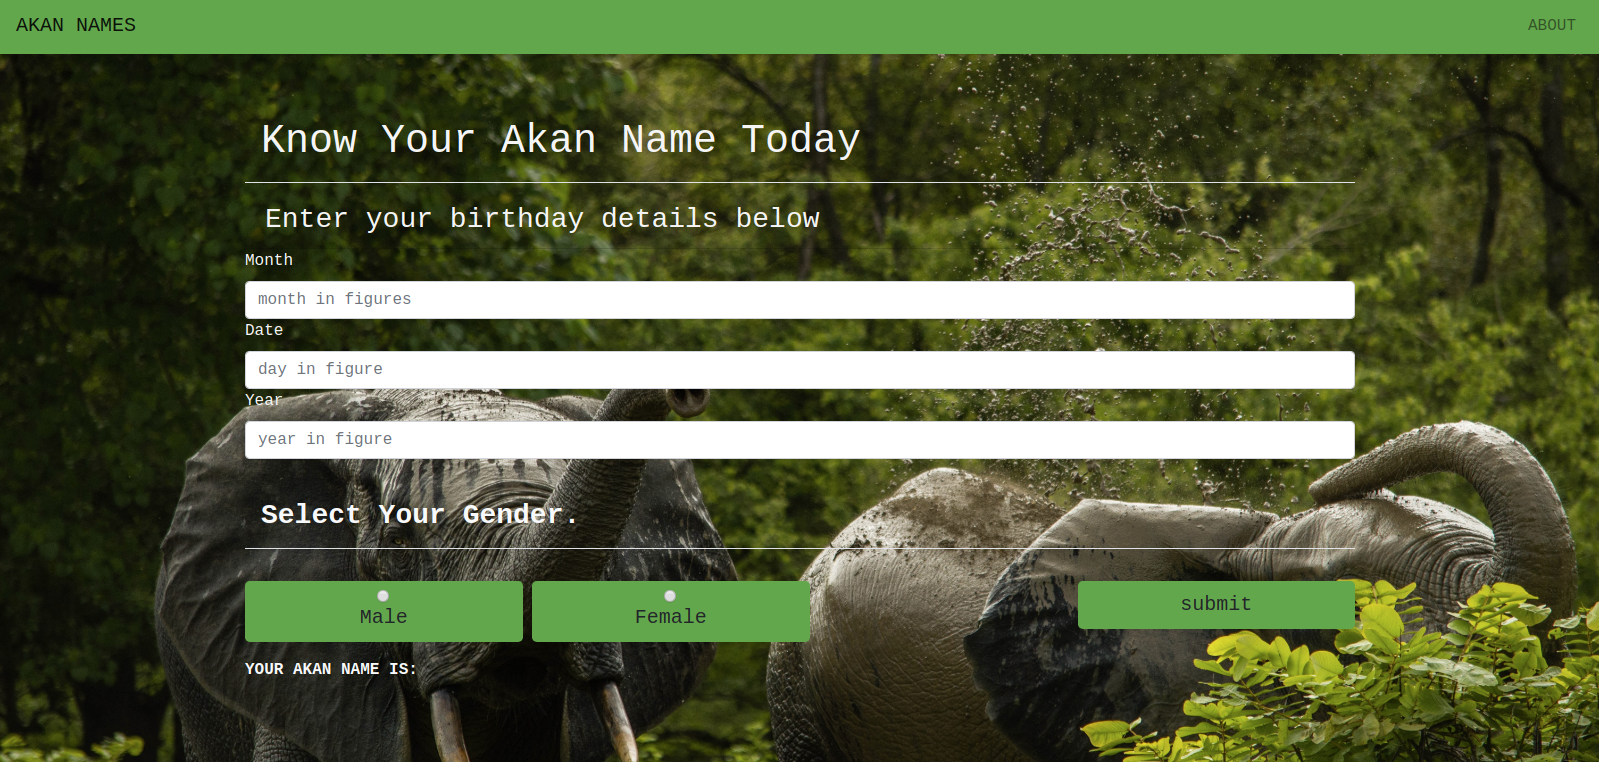 AKAN NAMES
ABOUT
Know Your Akan Name Today
Enter your birthday details below
Month
month in figures
Date
day in figure
Year
year in figure
Select Your Gender.
Male
Female
submit
YOUR AKAN NAME IS: